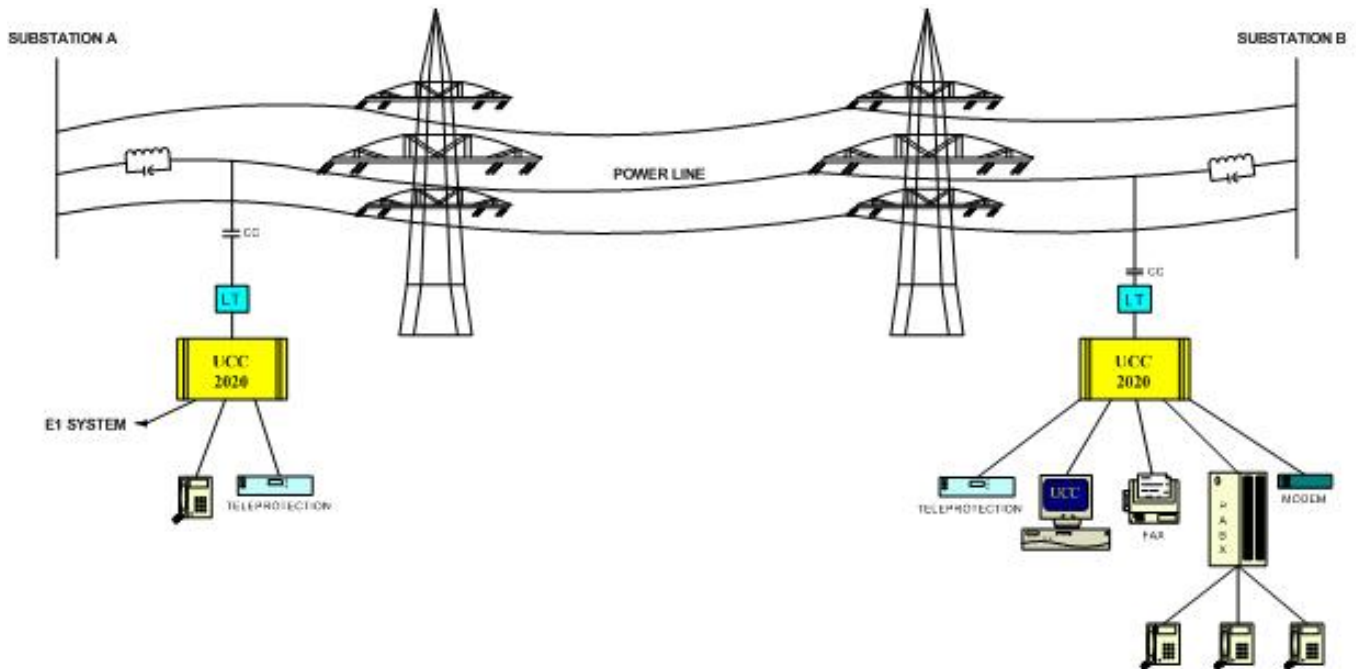 SUBSTATION A
SUBSTATION B
POWER LINE
CC
CC
LT
LT
UCC
2020
UCC
2020
E1 SYSTEM
TELEPROTECTION
TELEPROTECTION
UCC
FAX
PABX
MODEM